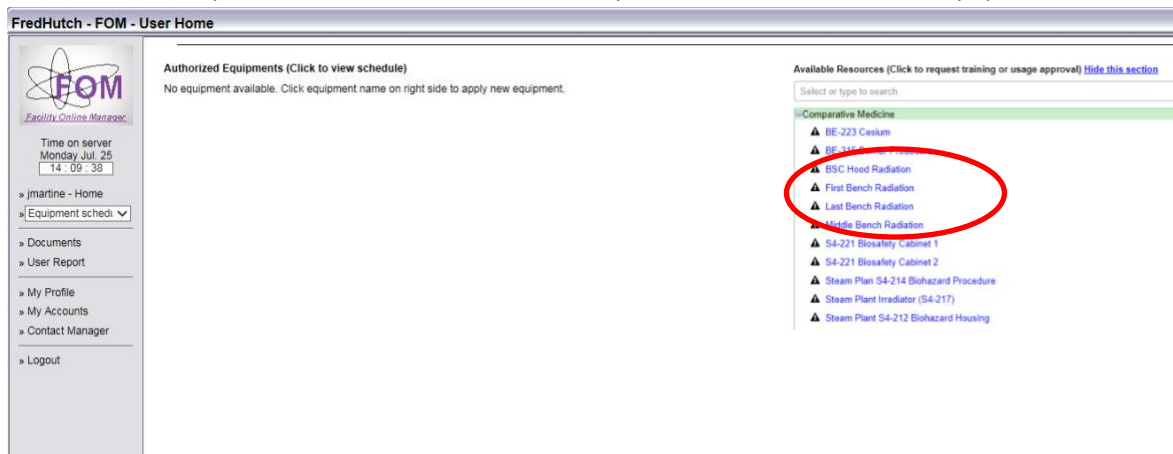 FredHutch - FOM - User Home
FOM
Facility Online Manager
Time on server
Monday Jul. 25
14 : 09 : 38
» jmartine - Home
» Equipment schedu
» Documents
» User Report
» My Profile
» My Accounts
» Contact Manager
» Logout
Authorized Equipments (Click to view schedule)
No equipment available. Click equipment name on right side to apply new equipment.
Available Resources (Click to request training or usage approval) Hide this section
Select or type to search
Comparative Medicine
BE-223 Cesium
BSC Hood Radiation
First Bench Radiation
Last Bench Radiation
Middle Bench Radiation
S4-221 Biosafety Cabinet 1
S4-221 Biosafety Cabinet 2
Steam Plan S4-214 Biohazard Procedure
Steam Plant Irradiator (S4-217)
Steam Plant S4-212 Biohazard Housing